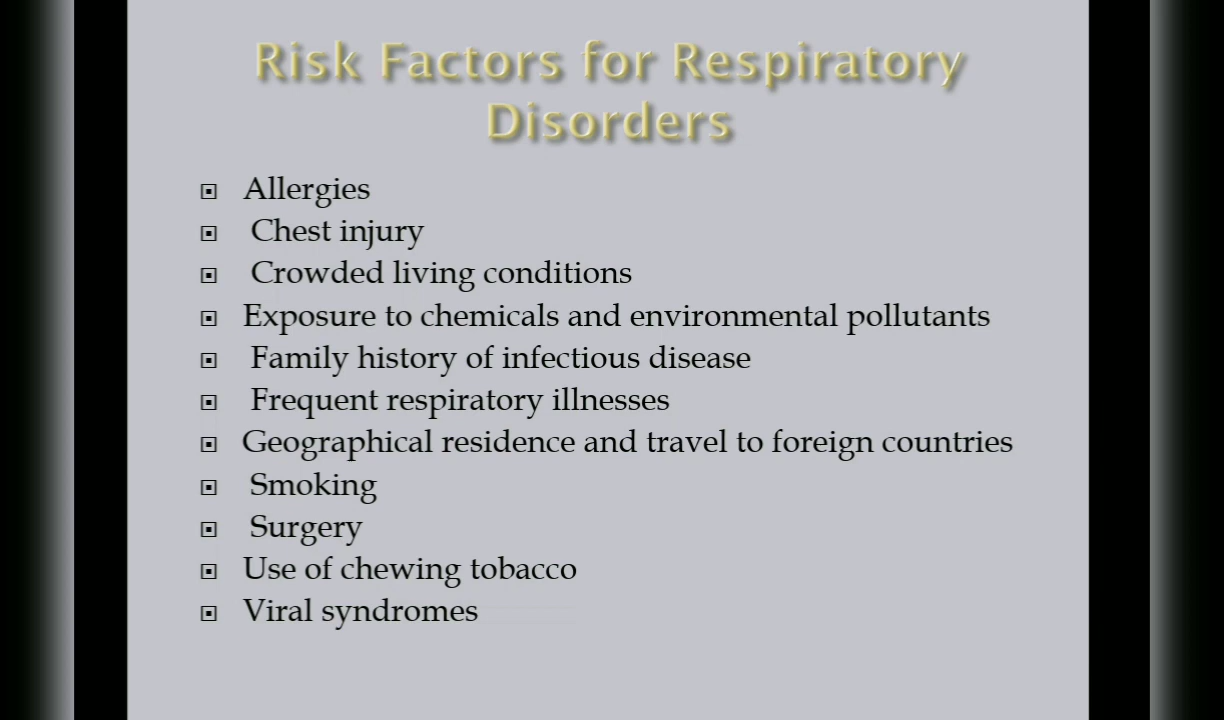 Risk Factors for Respiratory
Disorders
Allergies
Chest injury
Crowded living conditions
Exposure to chemicals and environmental pollutants
Family history of infectious disease
Frequent respiratory illnesses
Geographical residence and travel to foreign countries
Smoking
Surgery
Use of chewing tobacco
Viral syndromes